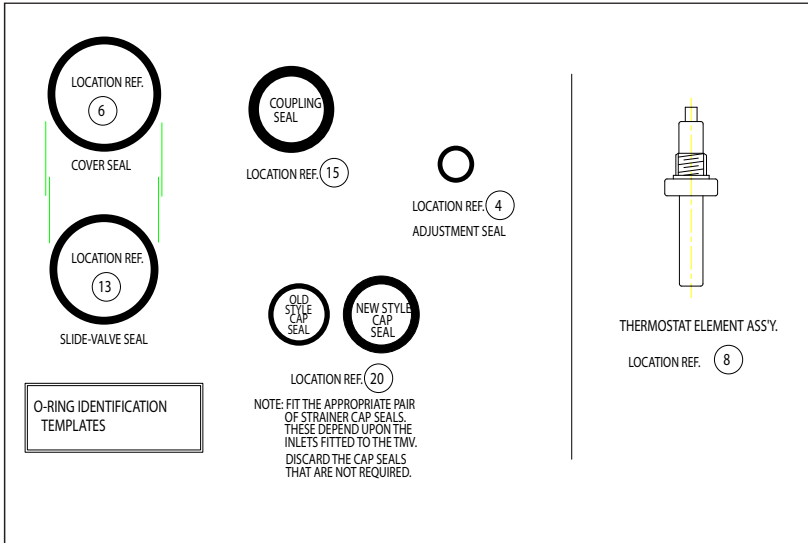 LOCATION REF.
6
COVER SEAL
LOCATION REF.
13
SLIDE-VALVE SEAL
O-RING IDENTIFICATION
TEMPLATES
COUPLING
SEAL
LOCATION REF. 15
LOCATION REF. 4
ADJUSTMENT SEAL
OLD
STYLE
CAP
SEAL
NEW STYLE
CAP
SEAL
LOCATION REF. 20
NOTE: FIT THE APPROPRIATE PAIR
OF STRAINER CAP SEALS.
THESE DEPEND UPON THE
INLETS FITTED TO THE TMV.
DISCARD THE CAP SEALS
THAT ARE NOT REQUIRED.
THERMOSTAT ELEMENT ASS'Y.
LOCATION REF. 8